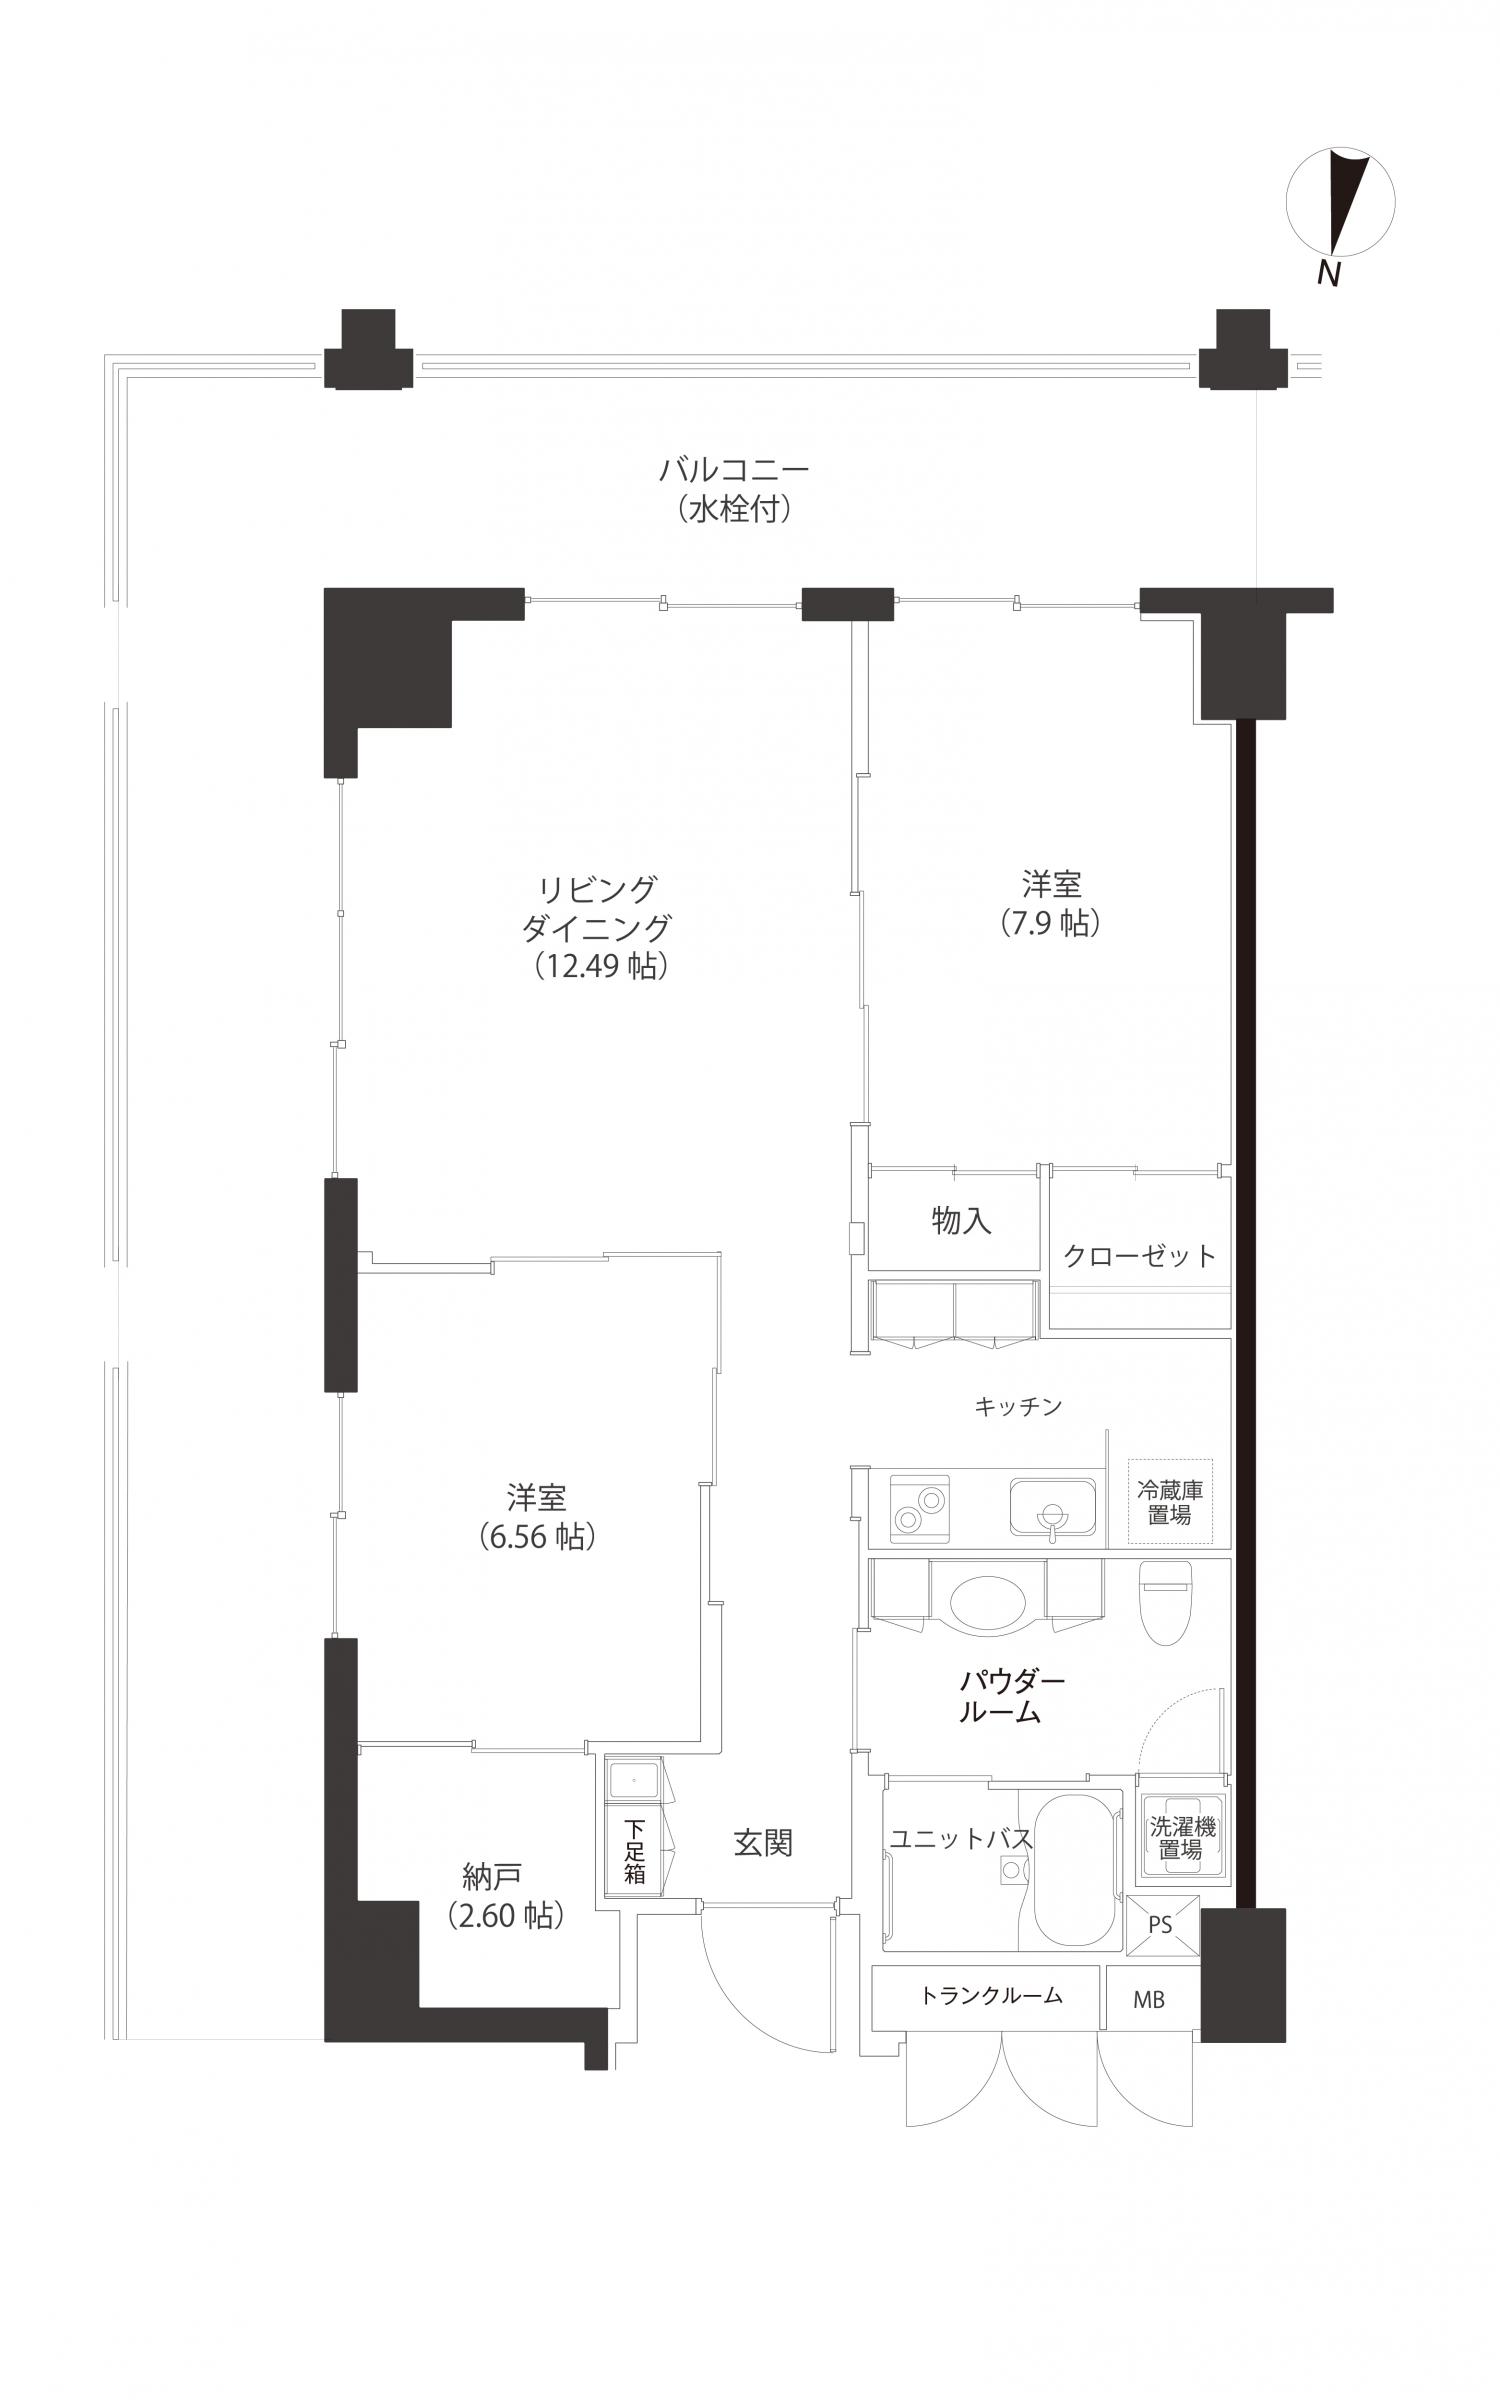 N
バルコニー
（水栓付）
リビング
ダイニング
（12.49 帖）
洋室
（7.9 帖）
物入
クローゼット
キッチン
冷蔵庫
置場
洋室
（6.56 帖）
パウダー
ルーム
下足箱
玄関
ユニットバス
洗濯機
置場
納戸
（2.60 帖）
PS
トランクルーム
MB